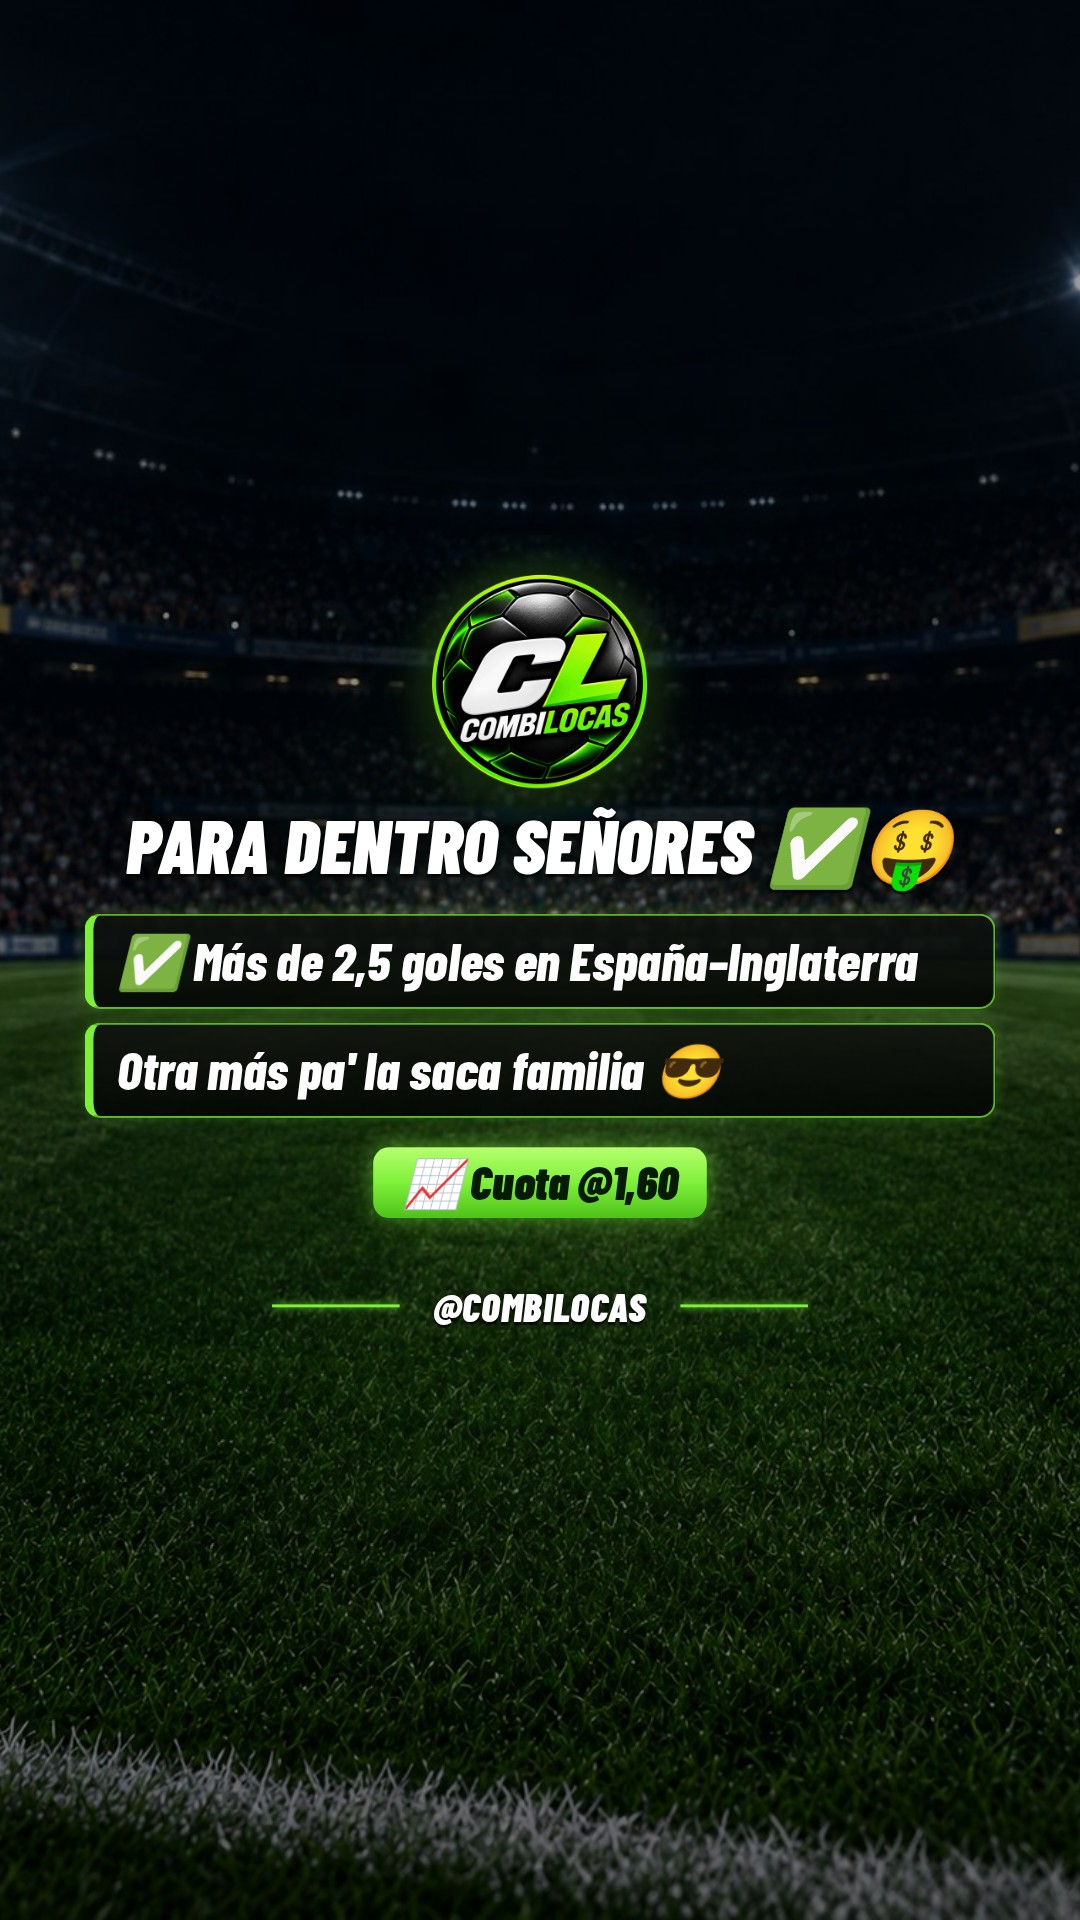 CL
COMBILOCAS
PARA DENTRO SEÑORES ✅🤑
✅ Más de 2,5 goles en España-Inglaterra
Otra más pa' la saca familia 😎
📈 Cuota @1,60
@COMBILOCAS